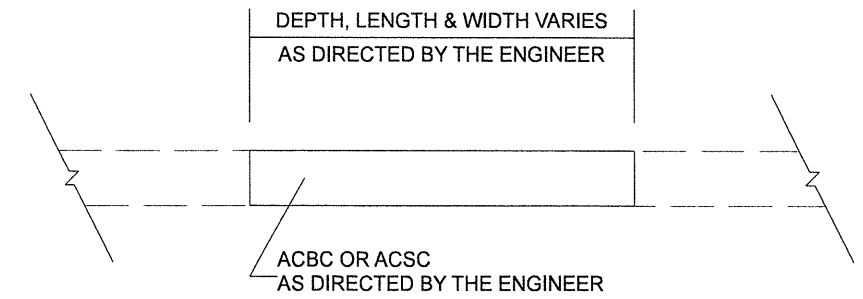 DEPTH, LENGTH & WIDTH VARIES
AS DIRECTED BY THE ENGINEER
ACBC OR ACSC
AS DIRECTED BY THE ENGINEER